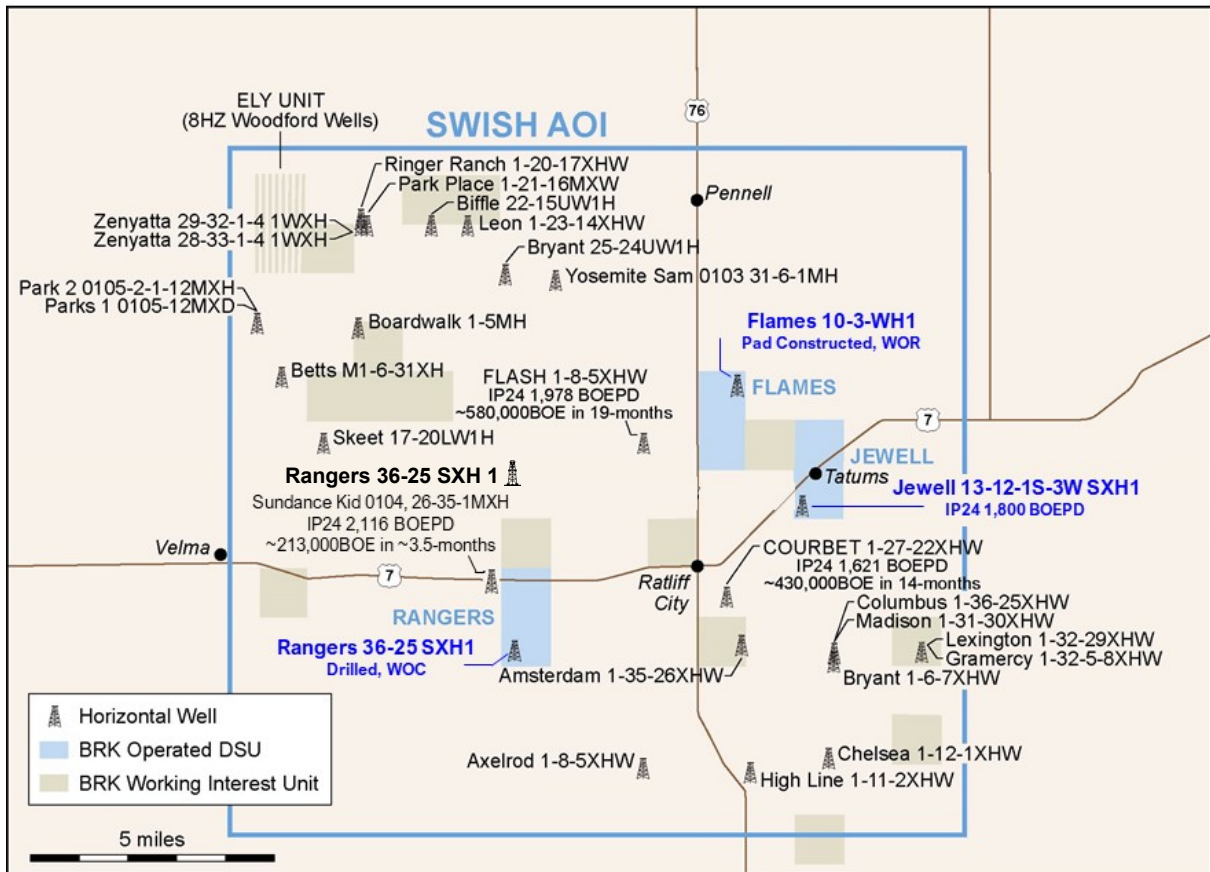 ELY UNIT
(8HZ Woodford Wells)
SWISH AOI
76
Ringer Ranch 1-20-17XHW
Park Place 1-21-16MXW
Biffle 22-15UW1H
Leon 1-23-14XHW
Pennell
Zenyatta 29-32-1-4 1WXH
Zenyatta 28-33-1-4 1WXH
Bryant 25-24UW1H
Yosemite Sam 0103 31-6-1MH
Park 2 0105-2-1-12MXH
Parks 1 0105-12MXD
Boardwalk 1-5MH
Flames 10-3-WH1
Pad Constructed, WOR
Betts M1-6-31XH
FLASH 1-8-5XHW
IP24 1,978 BOEPD
~580,000BOE in 19-months
FLAMES
7
Skeet 17-20LW1H
JEWELL
Tatums
Rangers 36-25 SXH 1
Jewell 13-12-1S-3W SXH1
IP24 1,800 BOEPD
Sundance Kid 0104, 26-35-1MXH
IP24 2,116 BOEPD
~213,000BOE in ~3.5-months
Velma
7
COURBET 1-27-22XHW
IP24 1,621 BOEPD
~430,000BOE in 14-months
Ratliff
City
RANGERS
Columbus 1-36-25XHW
Madison 1-31-30XHW
Lexington 1-32-29XHW
Gramercy 1-32-5-8XHW
Bryant 1-6-7XHW
Rangers 36-25 SXH1
Drilled, WOC
Amsterdam 1-35-26XHW
Horizontal Well
BRK Operated DSU
BRK Working Interest Unit
Axelrod 1-8-5XHW
Chelsea 1-12-1XHW
High Line 1-11-2XHW
5 miles